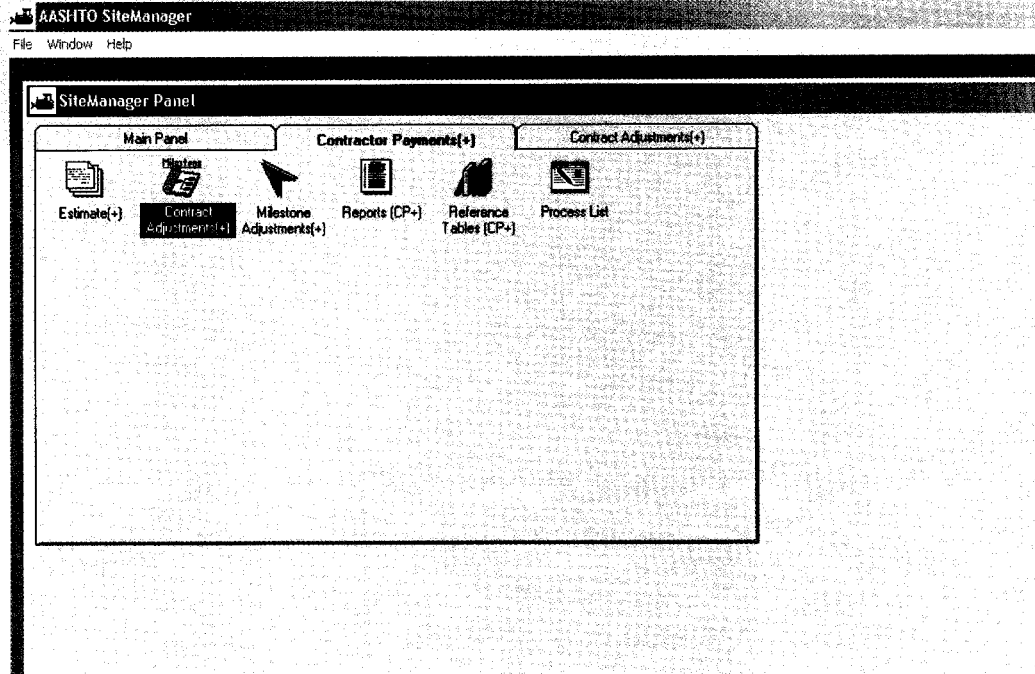 AASHTO SiteManager
File Window Help
SiteManager Panel
Main Panel
Contractor Payments(+)
Contract Adjustments(+)
Estimate(+)
Contract
Adjustments(+)
Milestone
Adjustments(+)
Reports (CP+)
Reference
Tables (CP+)
Process List